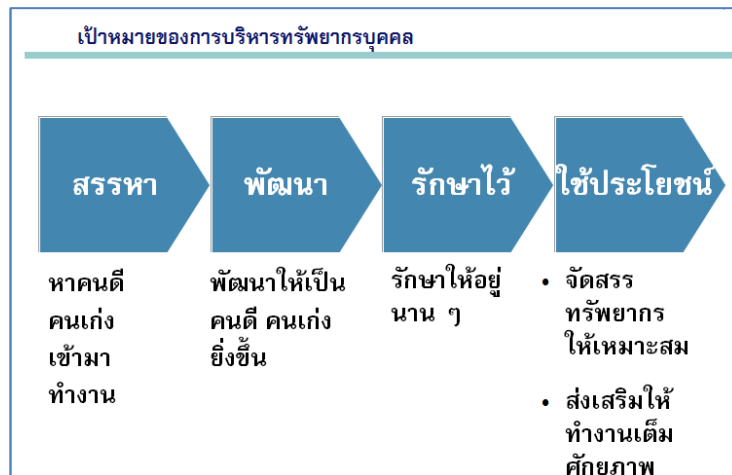 เป้าหมายของการบริหารทรัพยากรบุคคล
สรรหา
พัฒนา
รักษาไว้
ใช้ประโยชน์
หาคนดี
คนเก่ง
เข้ามา
ทำงาน
พัฒนาให้เป็น
คนดี คนเก่ง
ยิ่งขึ้น
รักษาให้อยู่
นาน ๆ
• จัดสรร
ทรัพยากร
ให้เหมาะสม
• ส่งเสริมให้
ทำงานเต็ม
ศักยภาพ